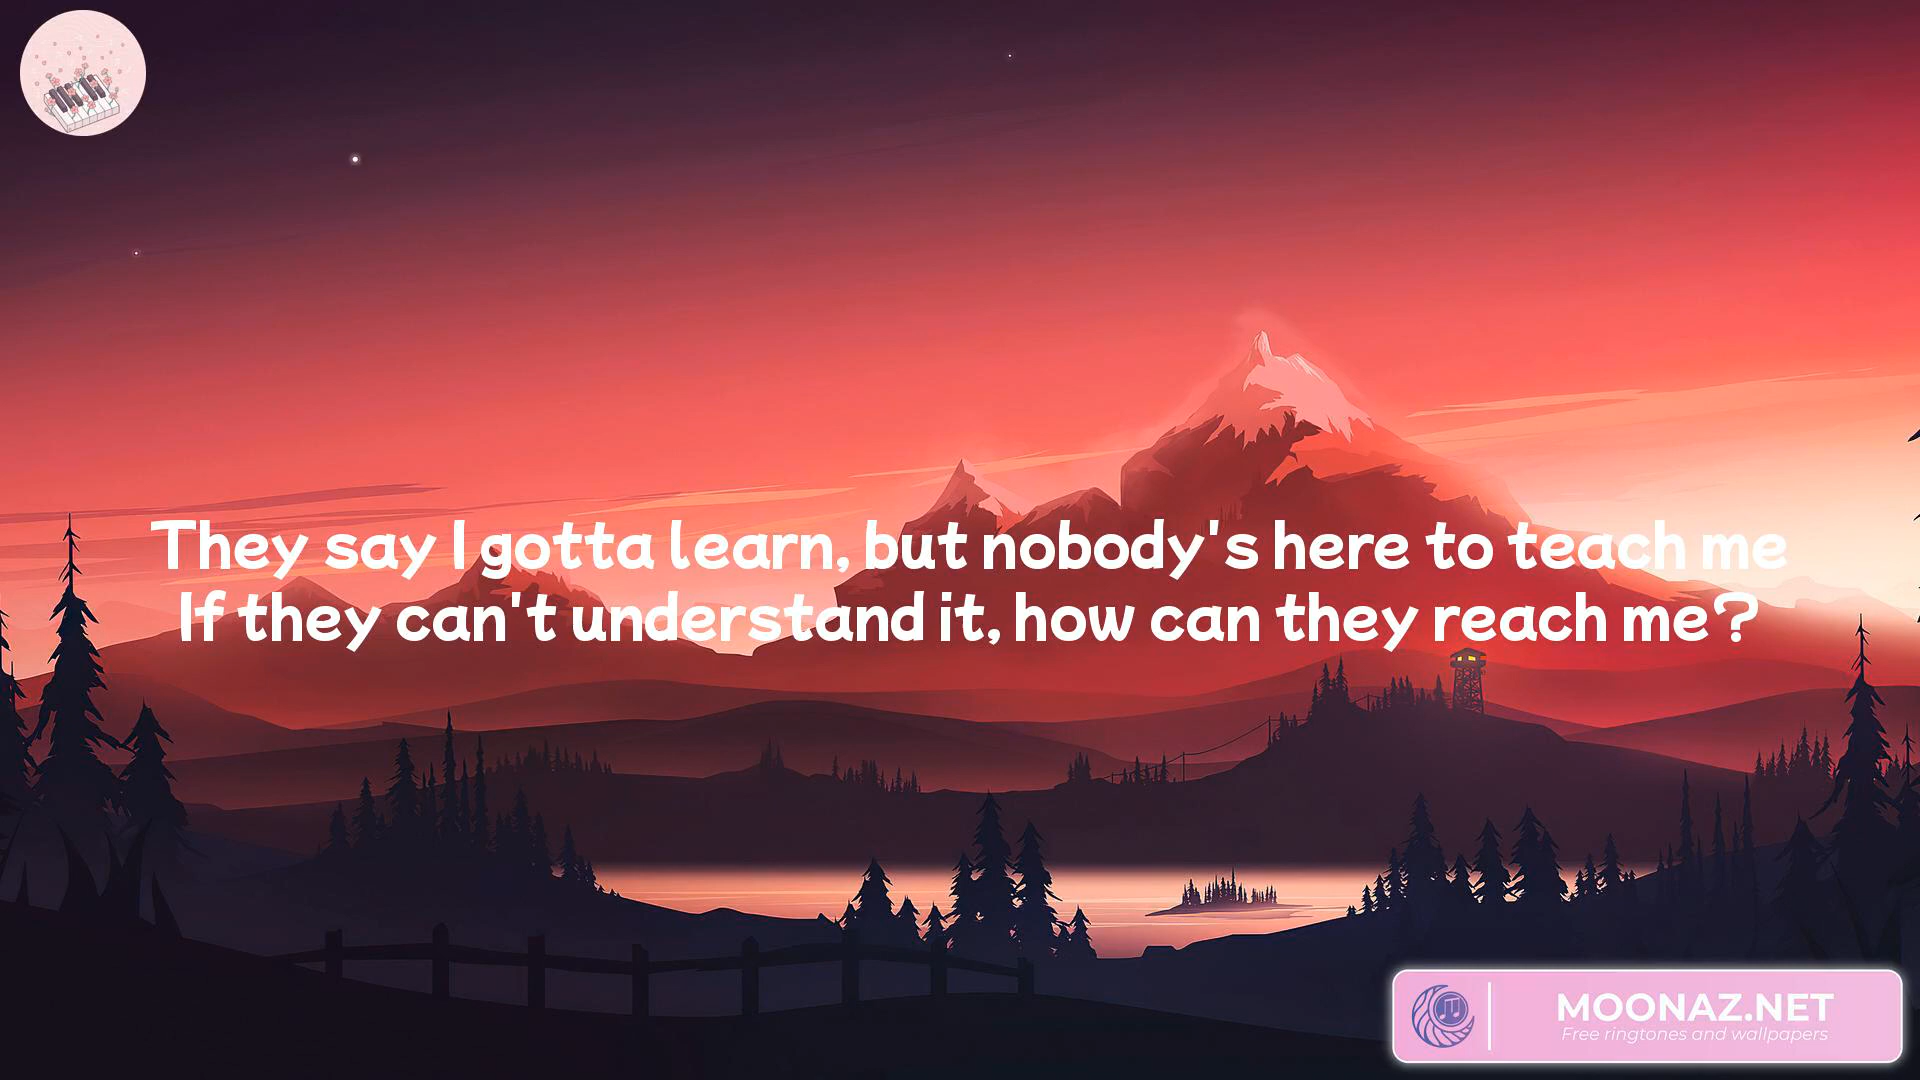 They say I gotta learn, but nobody's here to teach me
If they can't understand it, how can they reach me?
MOONAZ.NET
Free ringtones and wallpapers